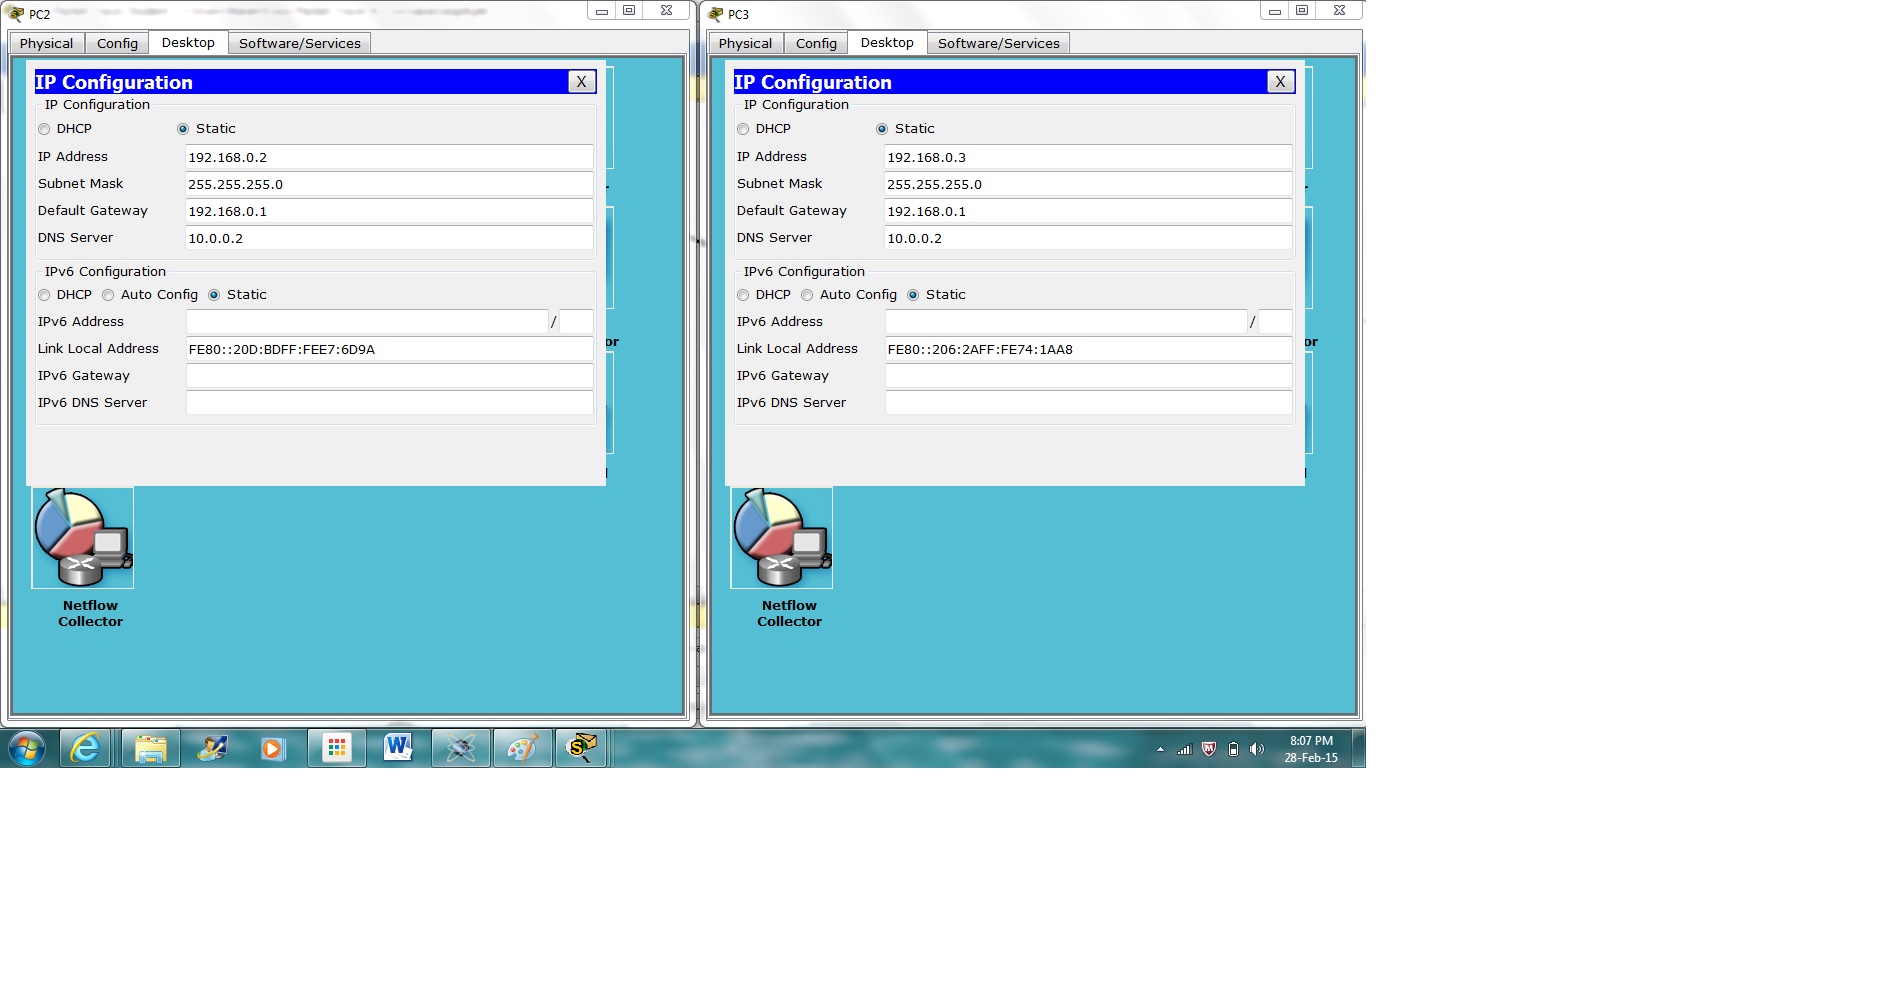 PC2
Physical Config Desktop Software/Services
IP Configuration X
IP Configuration
DHCP Static
IP Address 192.168.0.2
Subnet Mask 255.255.255.0
Default Gateway 192.168.0.1
DNS Server 10.0.0.2
IPv6 Configuration
DHCP Auto Config Static
IPv6 Address /
Link Local Address FE80::20D:BDFF:FEE7:6D9A
IPv6 Gateway
IPv6 DNS Server
or
Netflow
Collector
PC3
Physical Config Desktop Software/Services
IP Configuration X
IP Configuration
DHCP Static
IP Address 192.168.0.3
Subnet Mask 255.255.255.0
Default Gateway 192.168.0.1
DNS Server 10.0.0.2
IPv6 Configuration
DHCP Auto Config Static
IPv6 Address /
Link Local Address FE80::206:2AFF:FE74:1AA8
IPv6 Gateway
IPv6 DNS Server
or
Netflow
Collector
8:07 PM
28-Feb-15